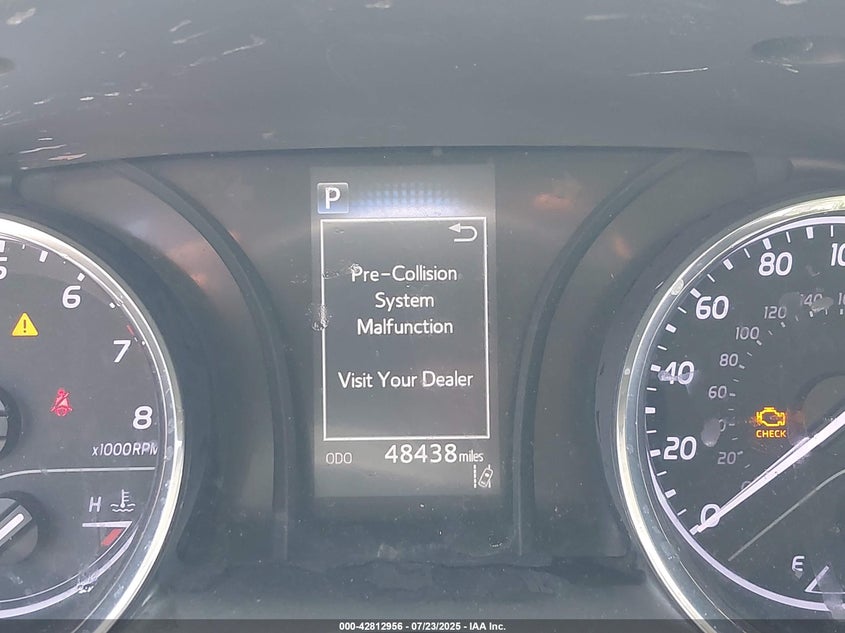 P
Pre-Collision
System
Malfunction
Visit Your Dealer
ODO 48438 miles
5
6
7
8
x1000RPM
H
80
60
40
20
0
120
100
80
60
20
CHECK
E
000-42812956 - 07/23/2025 - IAA Inc.